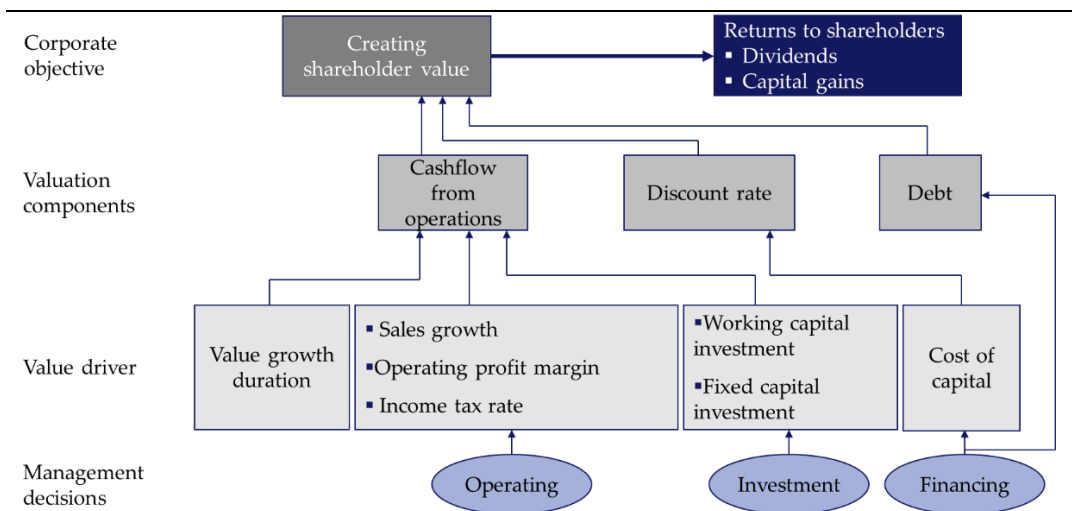 Corporate
objective
Creating
shareholder value
Returns to shareholders
▪ Dividends
▪ Capital gains
Valuation
components
Cashflow
from
operations
Discount rate
Debt
Value driver
Value growth
duration
▪ Sales growth
▪Operating profit margin
▪ Income tax rate
▪Working capital
investment
▪Fixed capital
investment
Cost of
capital
Management
decisions
Operating
Investment
Financing